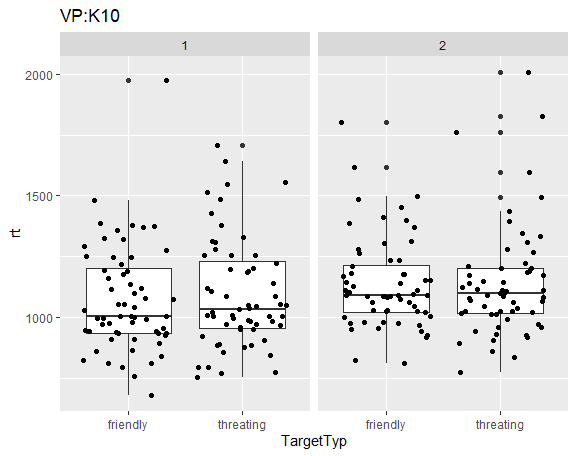 VP:K10
1 2
2000
1500
1000
rt
friendly threating friendly threating
TargetTyp